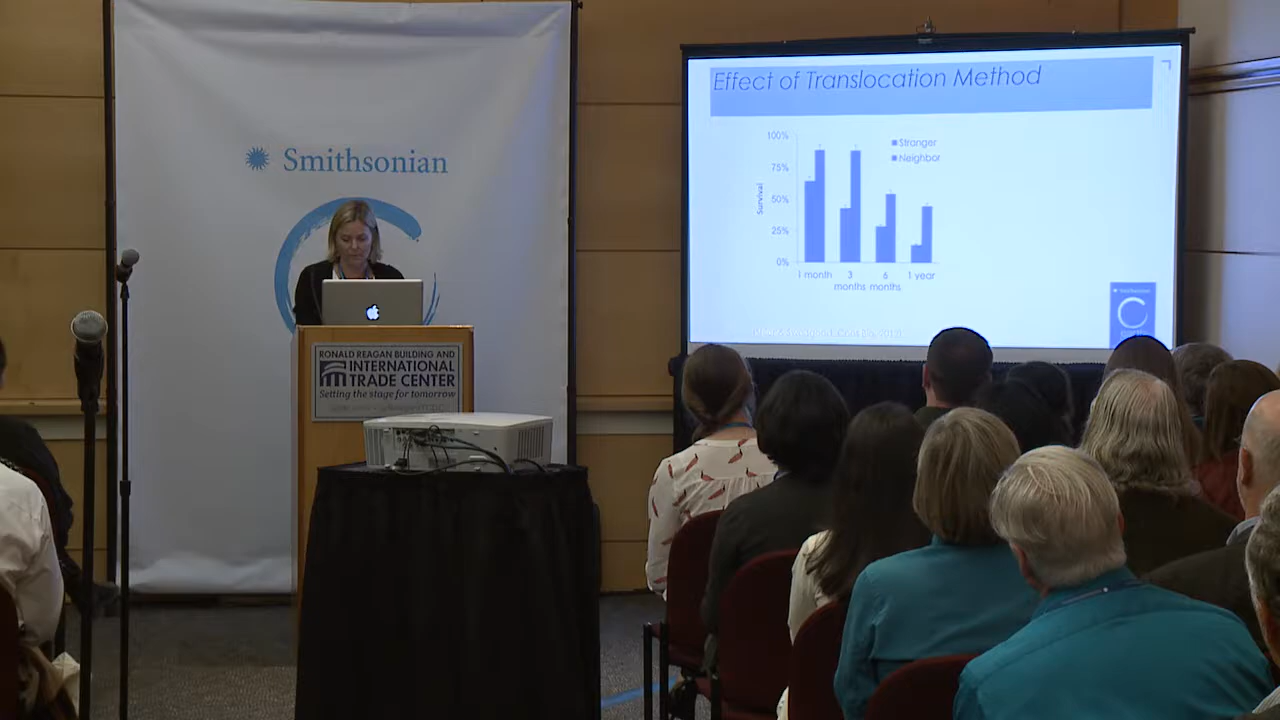 Smithsonian
RONALD REAGAN BUILDING AND
INTERNATIONAL
TRADE CENTER
Setting the stage for tomorrow
Effect of Translocation Method
100%
75%
50%
25%
0%
Survival
Stranger
Neighbor
1 month
3
months
6
months
1 year
Smithsonian